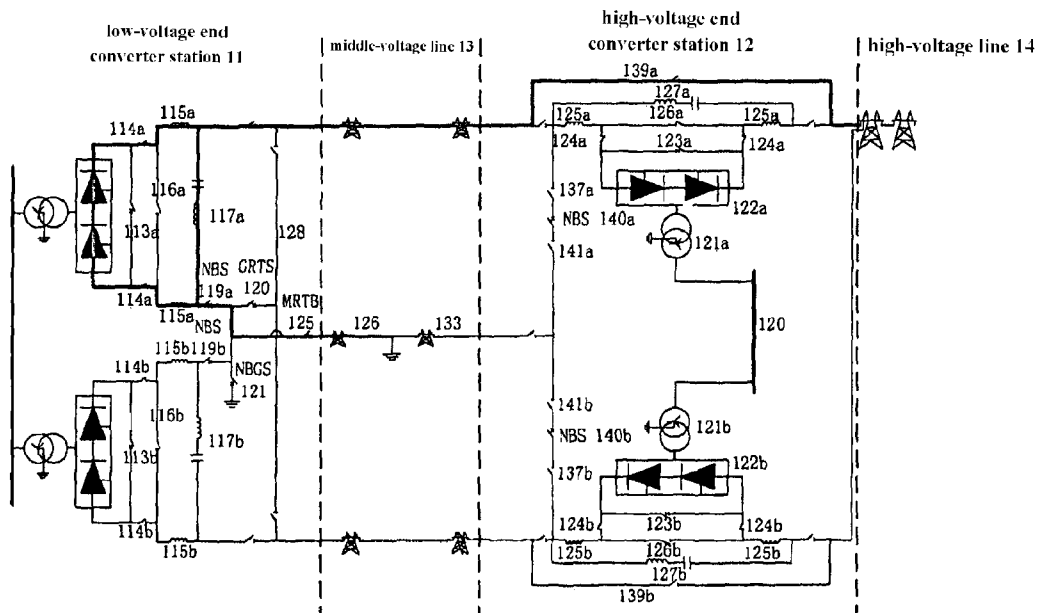 low-voltage end
converter station 11
middle-voltage line 13
high-voltage end
converter station 12
high-voltage line 14
139a
127a
115a
125a
126a
125a
114a
124a
123a
124a
116a
117a
137a
122a
113a
128
NBS 140a
121a
141a
NBS
GRTS
114a
119a
120
115a
MRTB
NBS
125
126
133
120
115b
119b
114b
NBGS
121
141b
116b
NBS 140b
121b
117b
113b
137b
122b
114b
124b
123b
124b
115b
125b
126b
125b
127b
139b